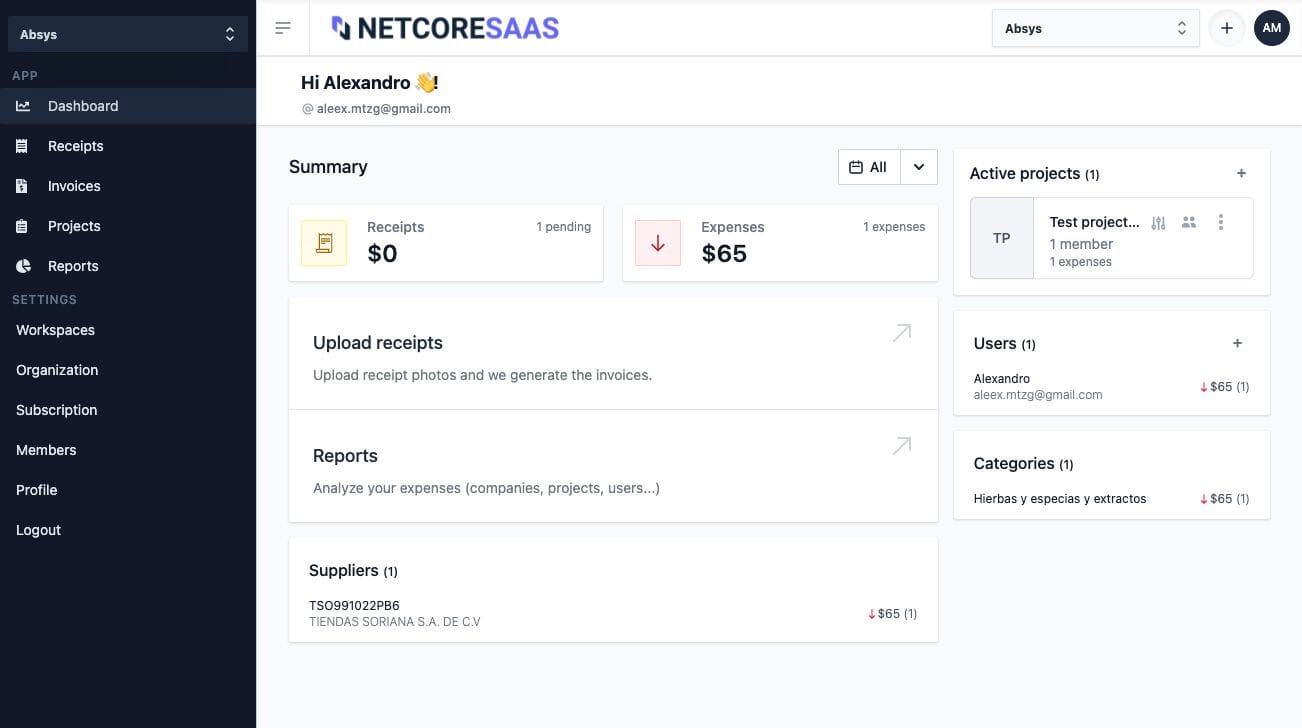 Absys
APP
Dashboard
Receipts
Invoices
Projects
Reports
SETTINGS
Workspaces
Organization
Subscription
Members
Profile
Logout
NETCORESAAS
Absys
AM
Hi Alexandro 👋!
@ aleex.mtzg@gmail.com
Summary
All
Receipts
1 pending
$0
Expenses
1 expenses
$65
Upload receipts
Upload receipt photos and we generate the invoices.
Reports
Analyze your expenses (companies, projects, users...)
Suppliers (1)
TSO991022PB6
TIENDAS SORIANA S.A. DE C.V
↓$65 (1)
Active projects (1)
+
TP
Test project...
1 member
1 expenses
Users (1)
+
Alexandro
aleex.mtzg@gmail.com
↓$65 (1)
Categories (1)
Hierbas y especias y extractos
↓$65 (1)